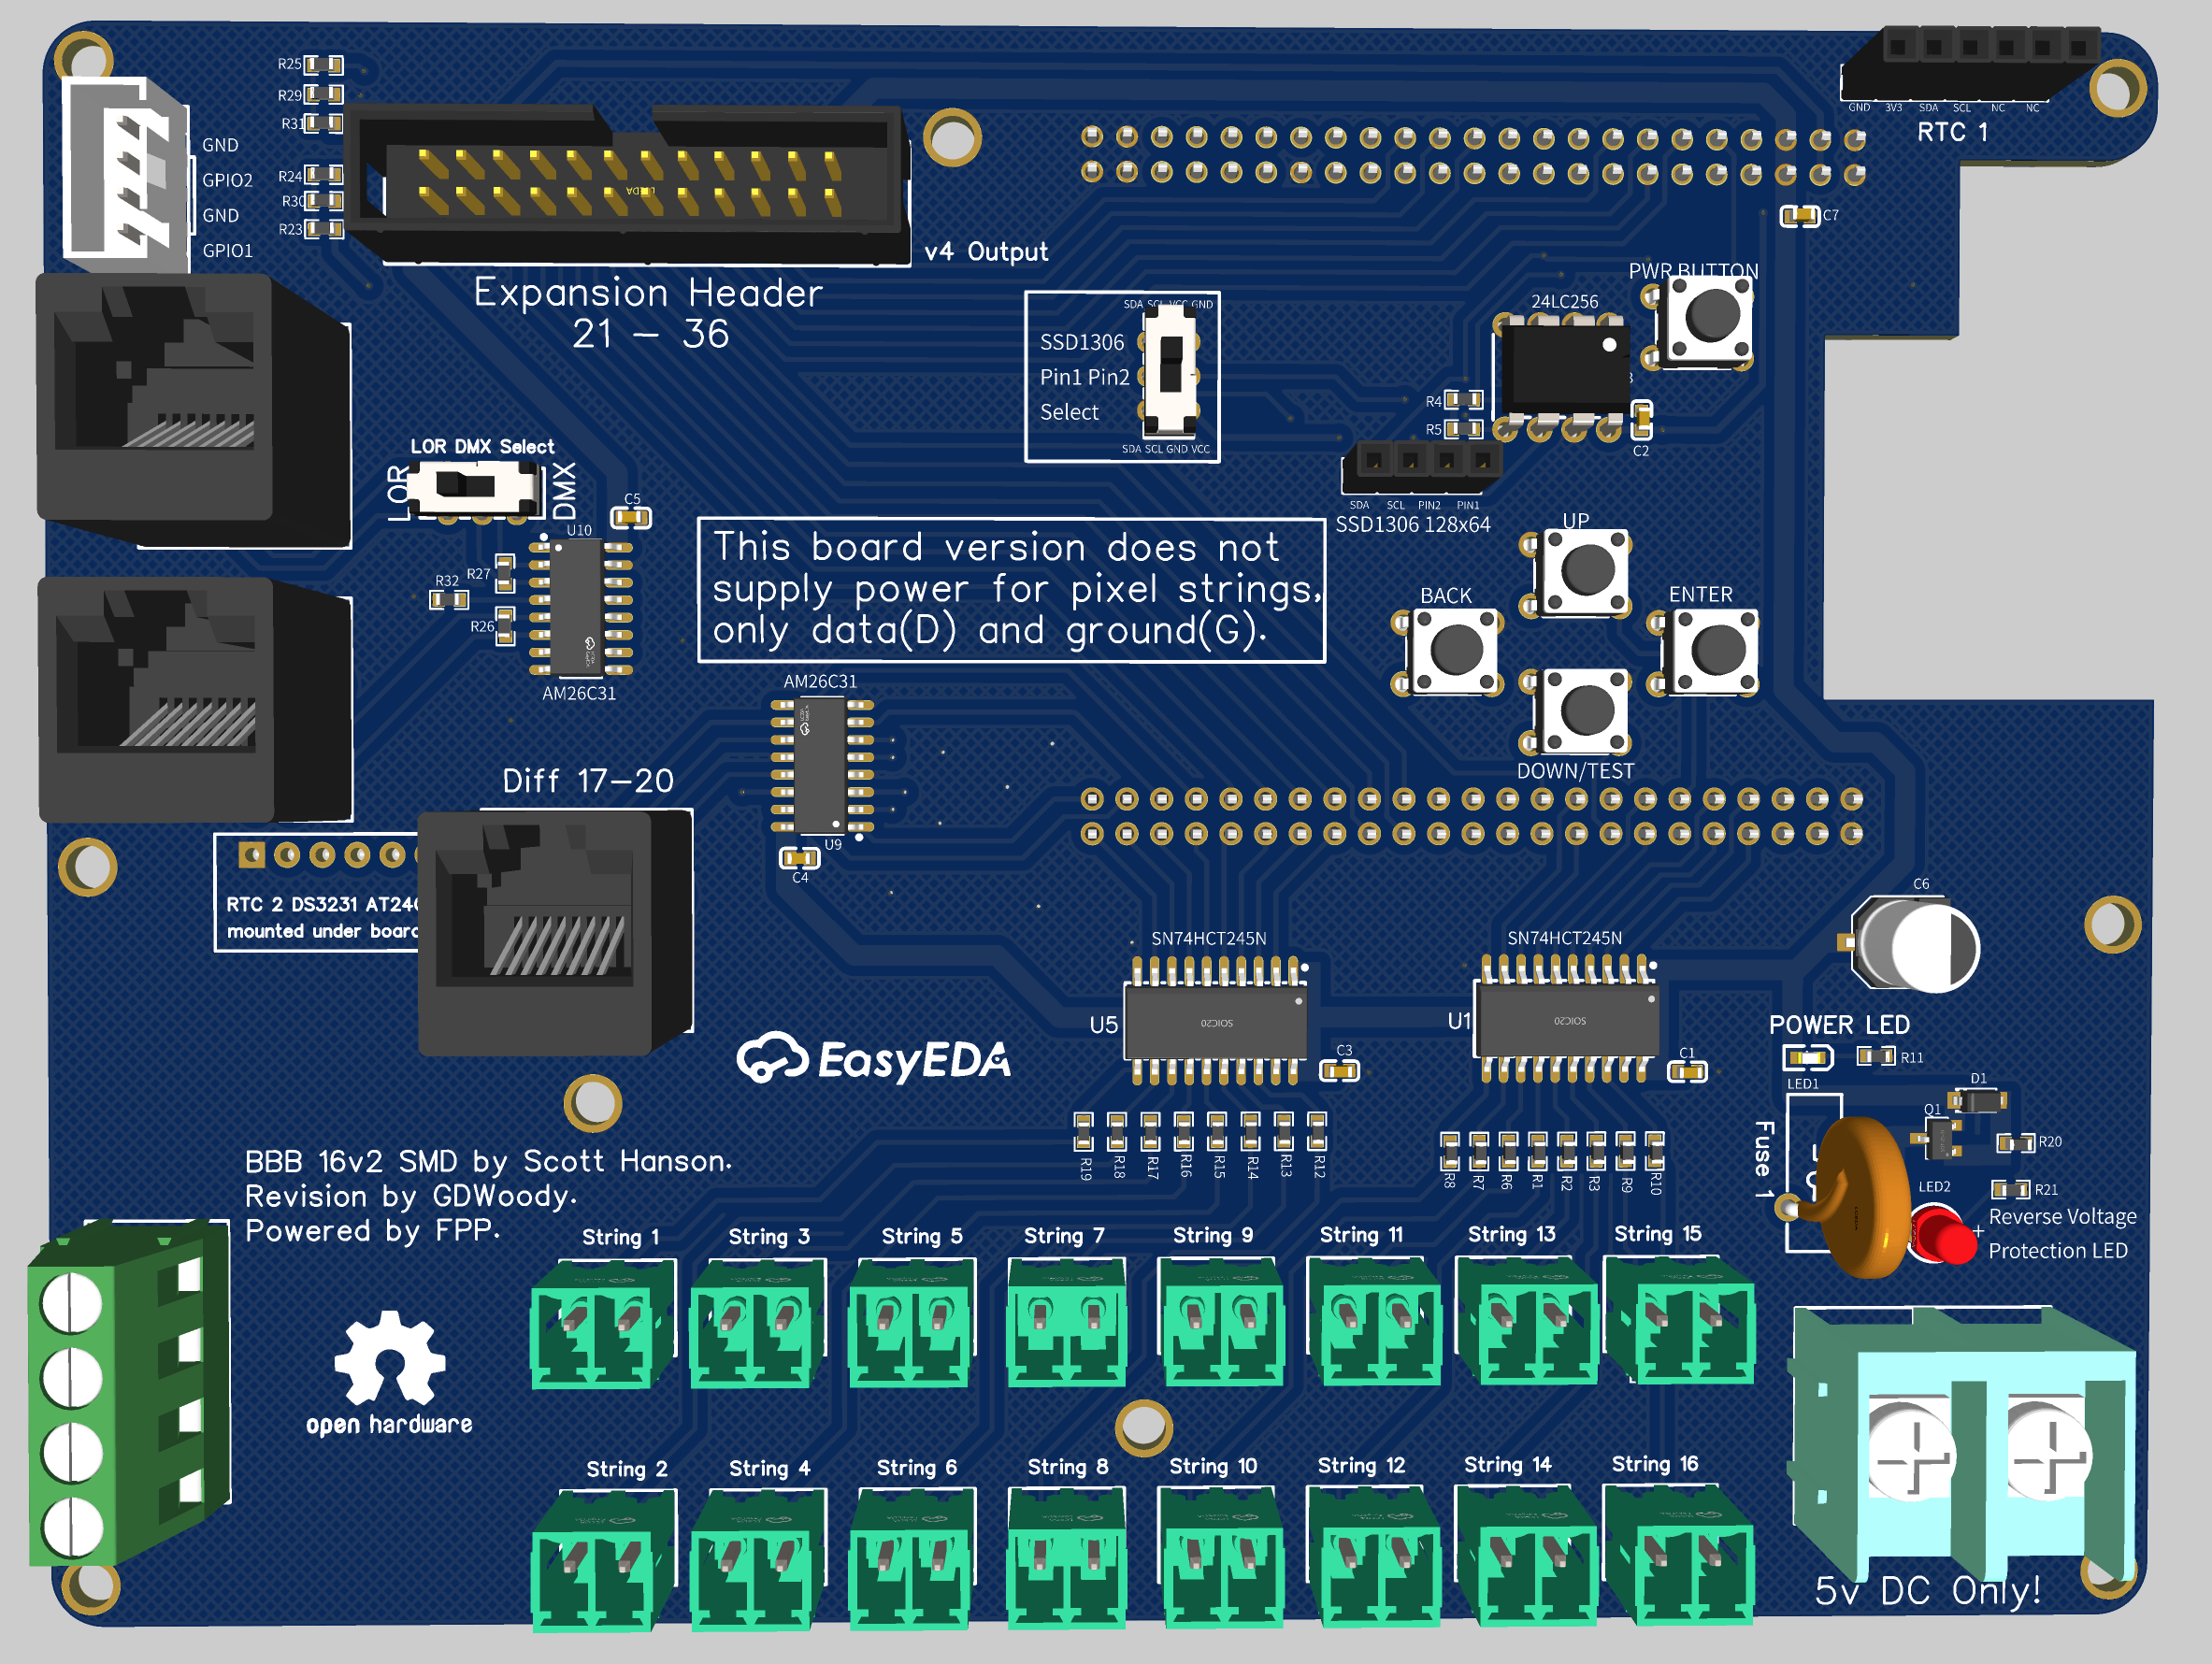 R25
R29
R31
R24
R30
R23
GND
GPIO2
GND
GPIO1
GND 3V3 SDA SCL NC NC
RTC 1
C7
v4 Output
Expansion Header
21 - 36
SDA SCL VCC GND
SSD1306
Pin1 Pin2
Select
SDA SCL GND VCC
24LC256
PWR BUTTON
R4
R5
C2
SDA SCL PIN2 PIN1
SSD1306 128x64
LOR DMX Select
LOR
DMX
C5
U10
R27
R32
R26
AM26C31
This board version does not
supply power for pixel strings,
only data(D) and ground(G).
UP
BACK
ENTER
DOWN/TEST
AM26C31
U9
C4
Diff 17-20
RTC 2 DS3231 AT24
mounted under board
SN74HCT245N
SN74HCT245N
SOIC20
SOIC20
U5
U1
C3
C1
C6
EasyEDA
POWER LED
R11
LED1
D1
Q1
R20
R21
LED2
Fuse 1
Reverse Voltage
Protection LED
+
R19 R18 R17 R16 R15 R14 R13 R12
R8 R7 R6 R1 R2 R3 R9 R10
BBB 16v2 SMD by Scott Hanson.
Revision by GDWoody.
Powered by FPP.
String 1 String 3 String 5 String 7 String 9 String 11 String 13 String 15
open hardware
String 2 String 4 String 6 String 8 String 10 String 12 String 14 String 16
5v DC Only!